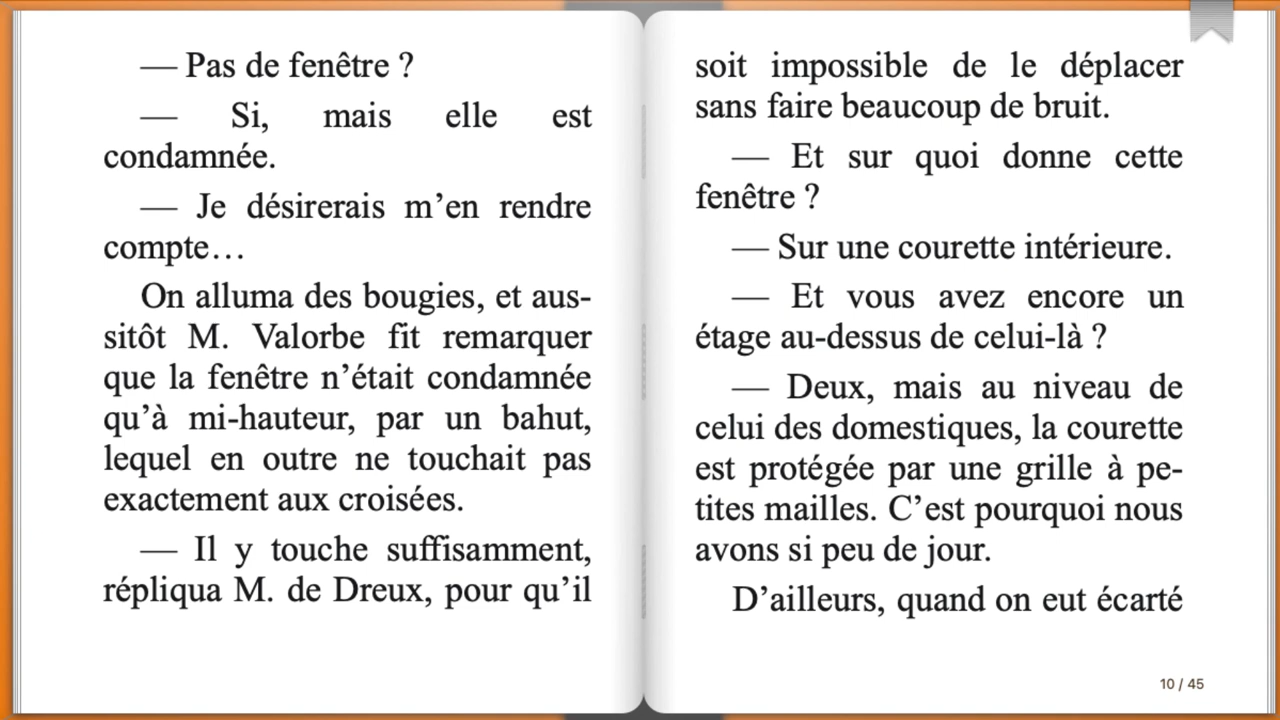 — Pas de fenêtre ?
— Si, mais elle est
condamnée.
— Je désirerais m’en rendre
compte…
On alluma des bougies, et aus-
sitôt M. Valorbe fit remarquer
que la fenêtre n’était condamnée
qu’à mi-hauteur, par un bahut,
lequel en outre ne touchait pas
exactement aux croisées.
— Il y touche suffisamment,
répliqua M. de Dreux, pour qu’il
soit impossible de le déplacer
sans faire beaucoup de bruit.
— Et sur quoi donne cette
fenêtre ?
— Sur une courette intérieure.
— Et vous avez encore un
étage au-dessus de celui-là ?
— Deux, mais au niveau de
celui des domestiques, la courette
est protégée par une grille à pe-
tites mailles. C’est pourquoi nous
avons si peu de jour.
D’ailleurs, quand on eut écarté
10 / 45